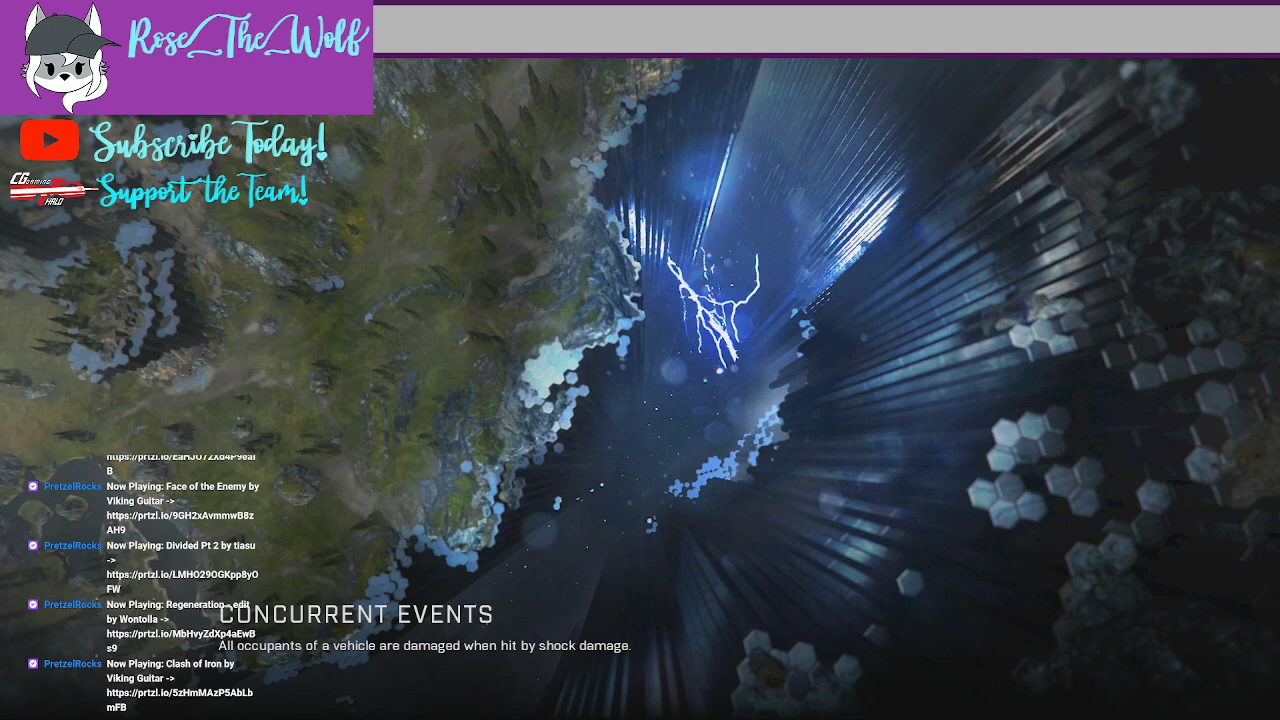 Rose_The_Wolf
Subscribe Today!
CGaming
HALO
Support the Team!
B
PretzelRocks Now Playing: Face of the Enemy by
Viking Guitar ->
https://prtzl.io/9GH2xAvmmwB8z
AH9
PretzelRocks Now Playing: Divided Pt 2 by tiasu
->
https://prtzl.io/LMHO29OGKpp8yO
FW
PretzelRocks Now Playing: Regeneration - edit
by Wontolla ->
https://prtzl.io/MbHvyZdXp4aEwB
s9
PretzelRocks Now Playing: Clash of Iron by
Viking Guitar ->
https://prtzl.io/5zHmMAzP5AbLb
mFB
CONCURRENT EVENTS
All occupants of a vehicle are damaged when hit by shock damage.